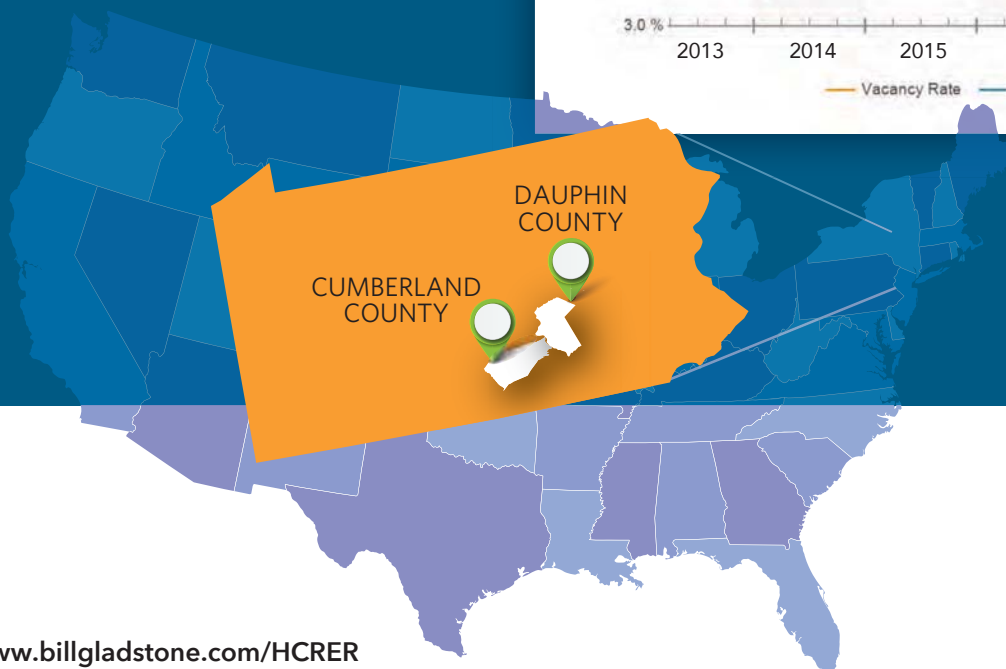 3.0 %
2013 2014 2015
Vacancy Rate
DAUPHIN
COUNTY
CUMBERLAND
COUNTY
ww.billgladstone.com/HCRER